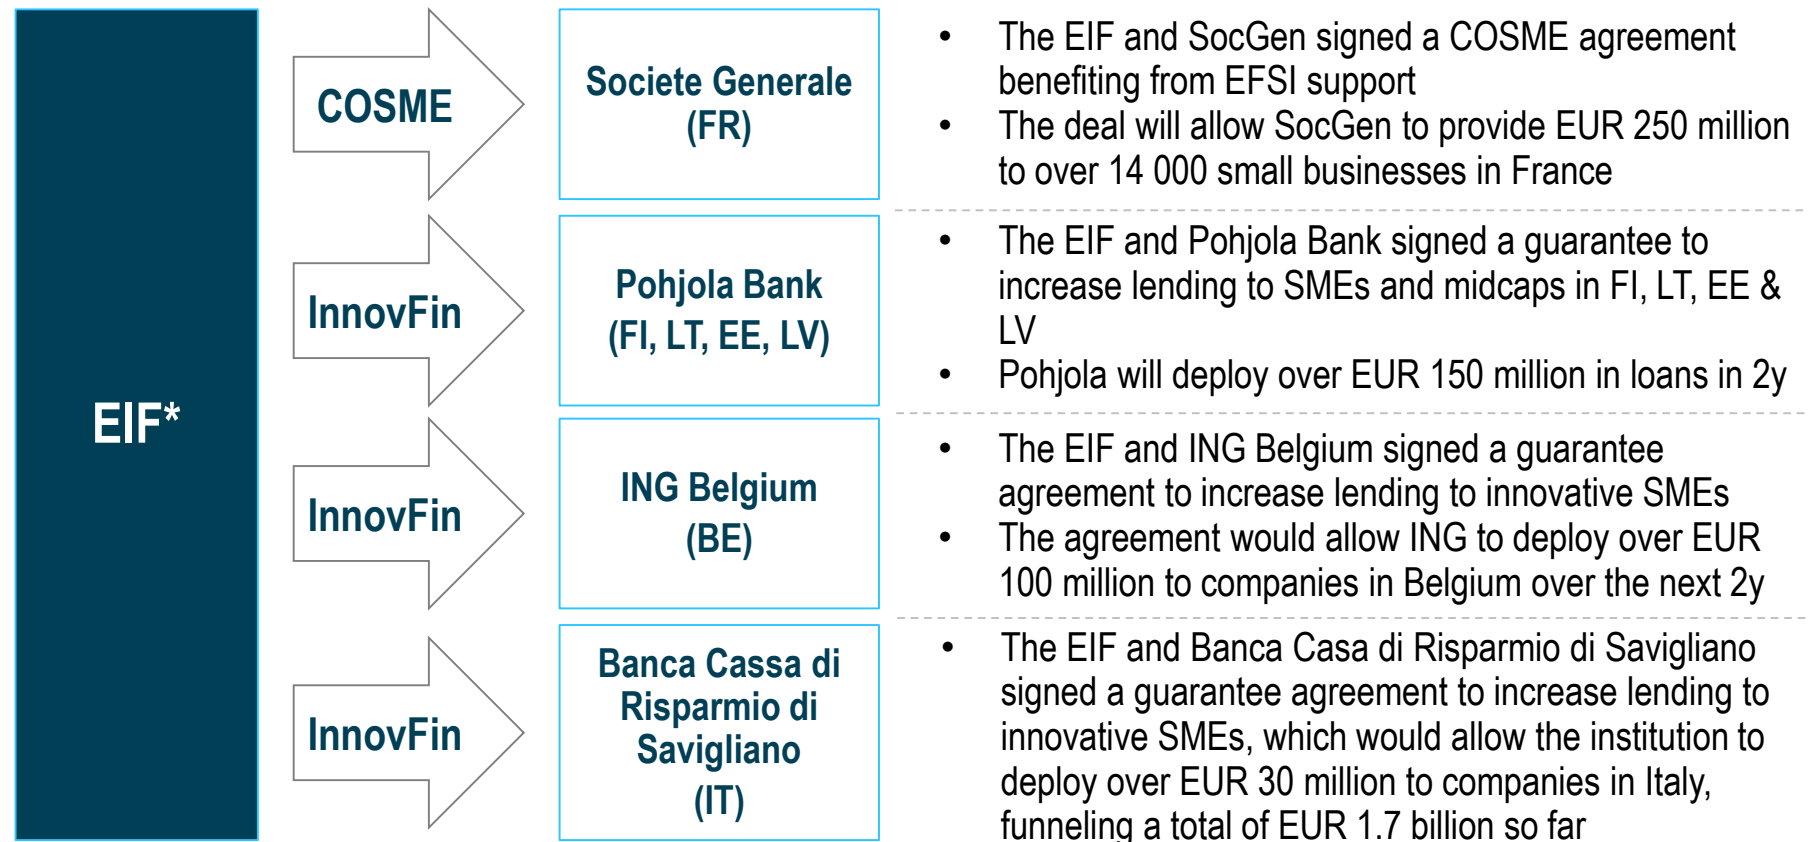 EIF*
COSME
Societe Generale
(FR)
• The EIF and SocGen signed a COSME agreement
benefiting from EFSI support
• The deal will allow SocGen to provide EUR 250 million
to over 14 000 small businesses in France
InnovFin
Pohjola Bank
(FI, LT, EE, LV)
• The EIF and Pohjola Bank signed a guarantee to
increase lending to SMEs and midcaps in FI, LT, EE &
LV
• Pohjola will deploy over EUR 150 million in loans in 2y
InnovFin
ING Belgium
(BE)
• The EIF and ING Belgium signed a guarantee
agreement to increase lending to innovative SMEs
• The agreement would allow ING to deploy over EUR
100 million to companies in Belgium over the next 2y
InnovFin
Banca Cassa di
Risparmio di
Savigliano
(IT)
• The EIF and Banca Casa di Risparmio di Savigliano
signed a guarantee agreement to increase lending to
innovative SMEs, which would allow the institution to
deploy over EUR 30 million to companies in Italy,
funneling a total of EUR 1.7 billion so far